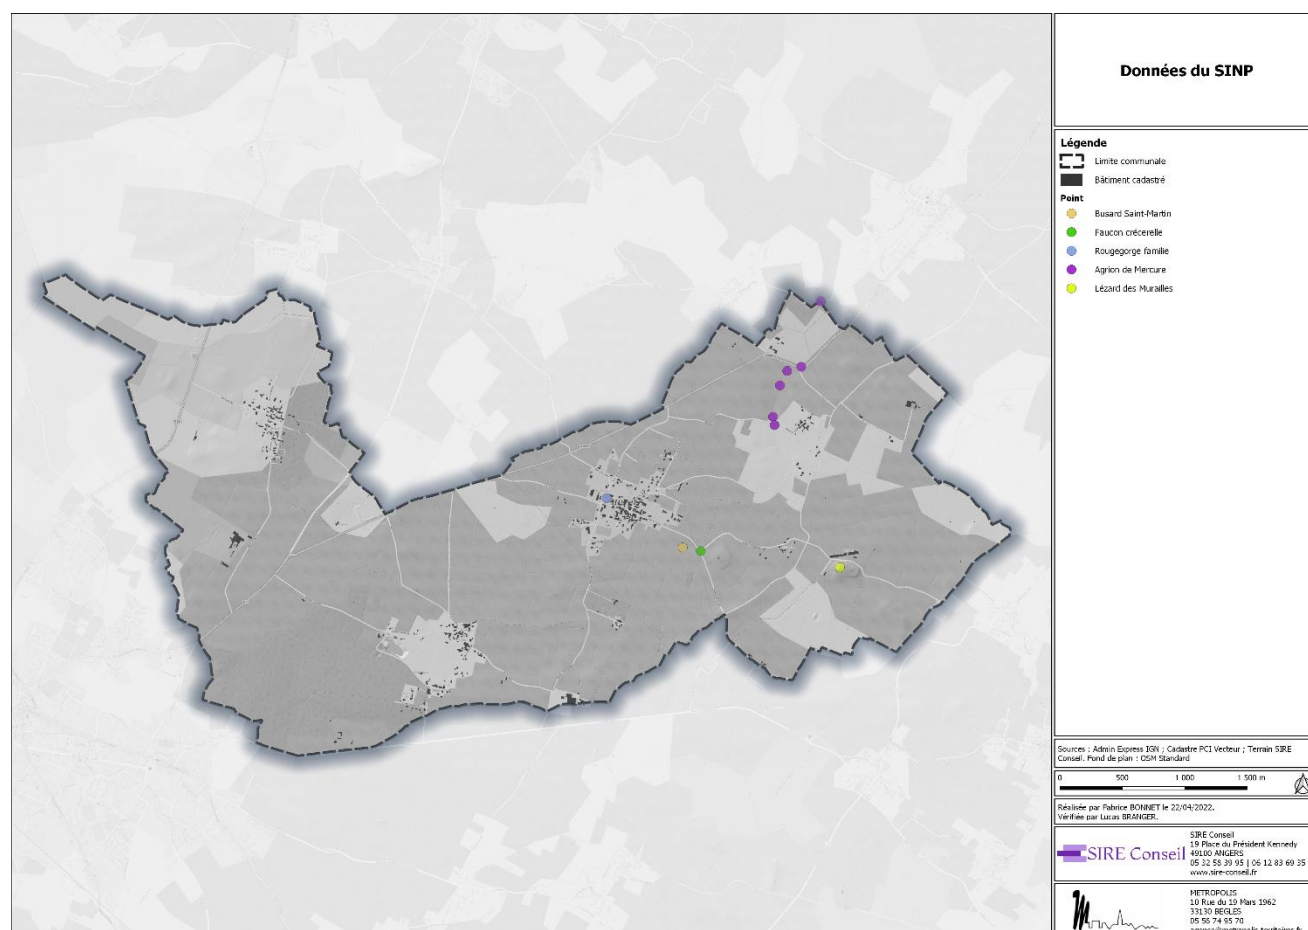 Données du SINP
Légende
Limite communale
Bâtiment cadastré
Point
Busard Saint-Martin
Faucon crécerelle
Rougegorge familie
Agrion de Mercure
Lézard des Murailles
Sources : Admin Express IGN ; Cadastre PCI Vecteur ; Terrain SIRE
Conseil. Fond de plan : OSM Standard
0 500 1 000 1 500 m
Réalisée par Fabrice BONNET le 22/04/2022.
Vérifiée par Lucas BRANGER.
SIRE Conseil
SIRE Conseil
19 Place du Président Kennedy
49100 ANGERS
05 32 58 39 95 | 06 12 83 69 35
www.sire-conseil.fr
METROPOLIS
10 Rue du 19 Mars 1962
33130 BEGLES
05 56 74 95 70